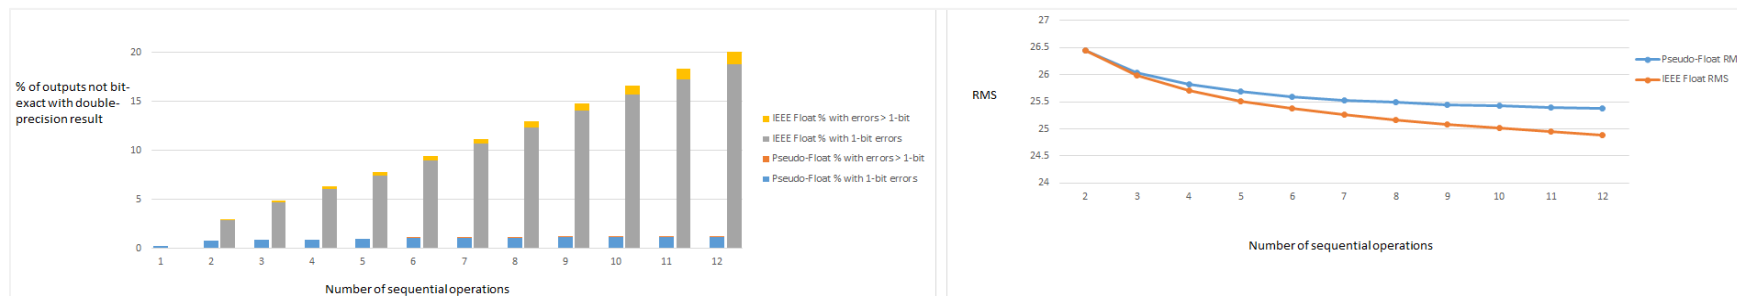 % of outputs not bit-
exact with double-
precision result
20
15
10
5
0
1 2 3 4 5 6 7 8 9 10 11 12
Number of sequential operations
IEEE Float % with errors > 1-bit
IEEE Float % with 1-bit errors
Pseudo-Float % with errors > 1-bit
Pseudo-Float % with 1-bit errors
RMS
27
26.5
26
25.5
25
24.5
24
2 3 4 5 6 7 8 9 10 11 12
Number of sequential operations
Pseudo-Float RM
IEEE Float RMS